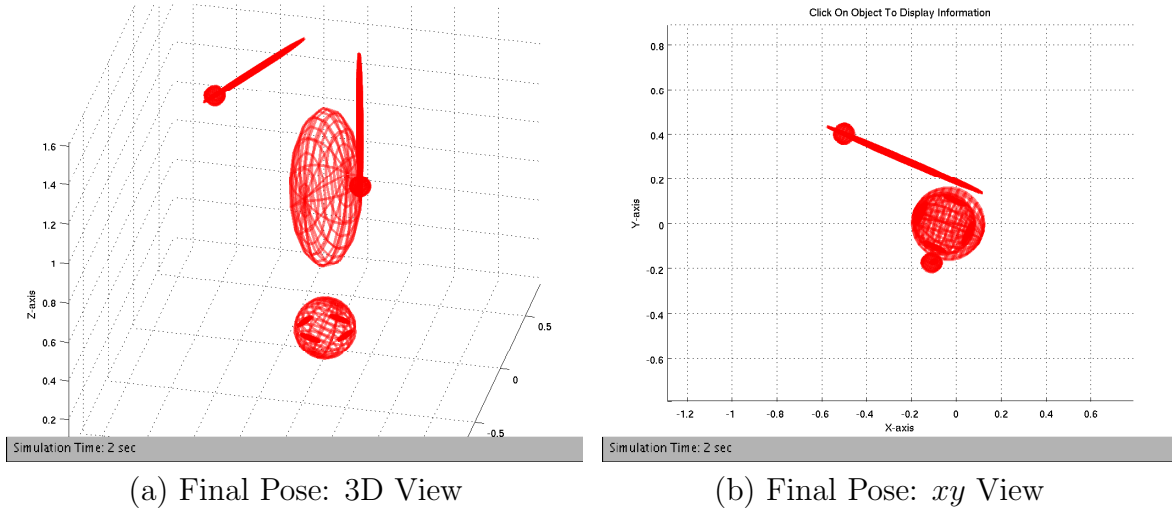 1.6
1.4
1.2
1
0.8
0.6
0.4
0.2
Z-axis
0.5
0
-0.5
Simulation Time: 2 sec
(a) Final Pose: 3D View
Click On Object To Display Information
0.8
0.6
0.4
0.2
0
-0.2
-0.4
-0.6
Y-axis
-1.2 -1 -0.8 -0.6 -0.4 -0.2 0 0.2 0.4 0.6
X-axis
Simulation Time: 2 sec
(b) Final Pose: xy View